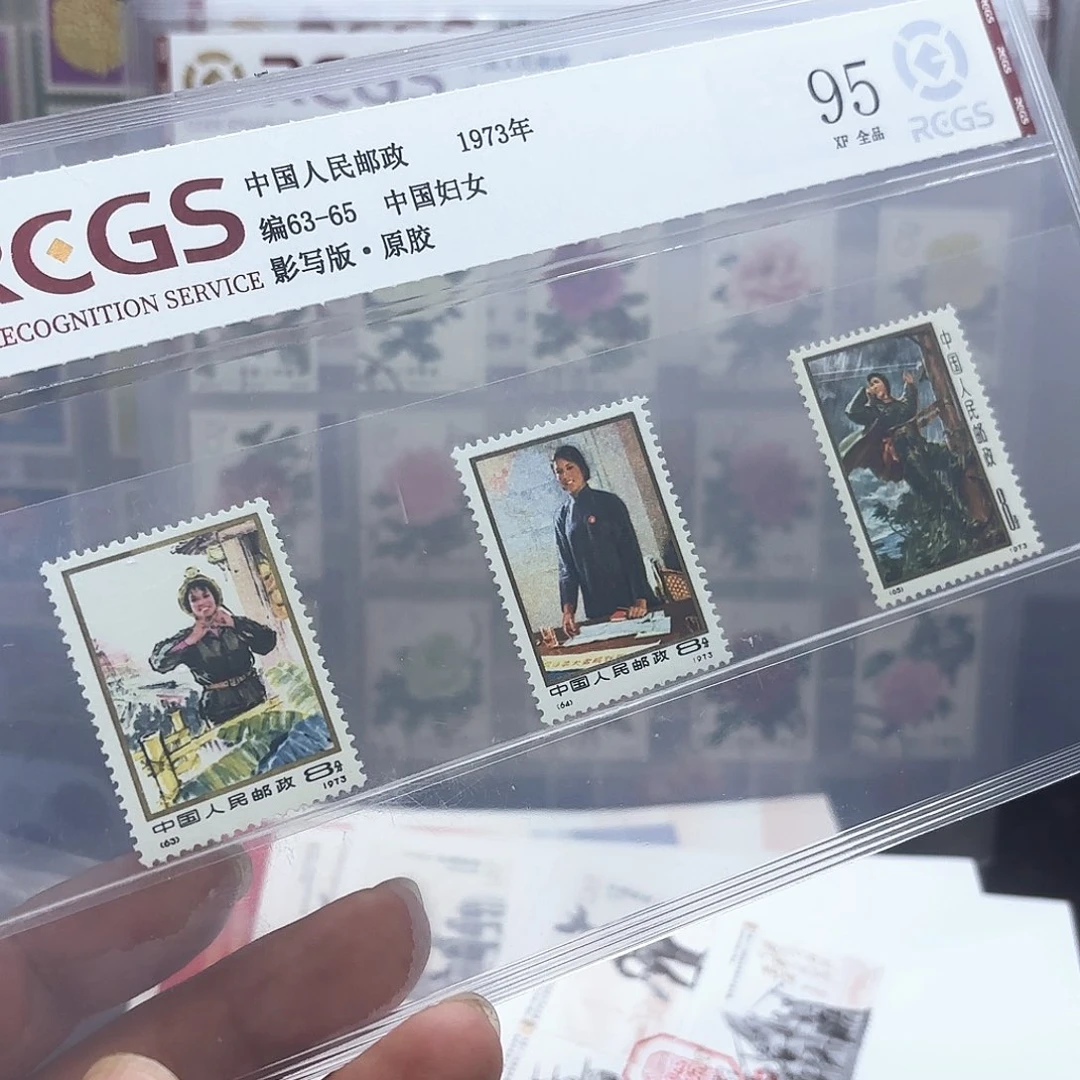 RCGS
中国人民邮政 1973年
编63-65 中国妇女
影写版·原胶
RECOGNITION SERVICE
95
XF 全品
RCGS
RCGS
RCGS
RCGS
中国人民邮政 8分
(63) 1973
中国人民邮政 8分
(64) 1973
中国人民邮政
8分
(65) 1973